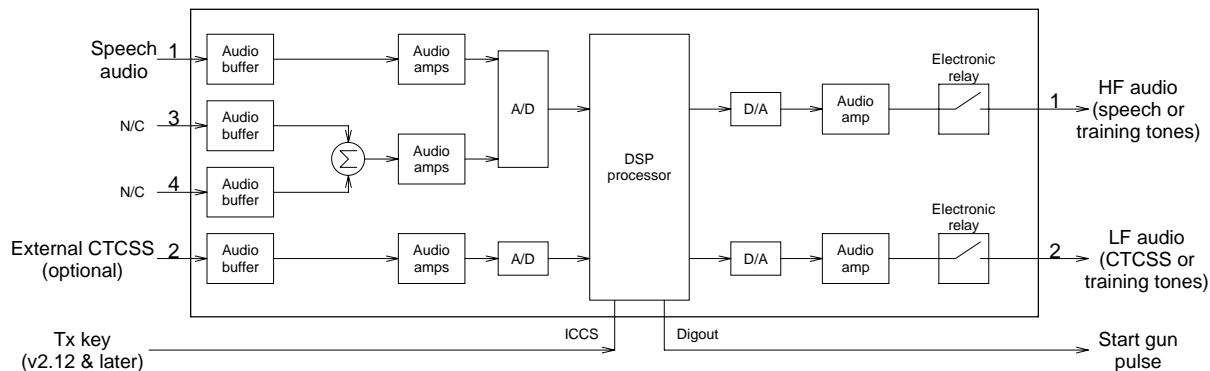 Speech
audio
1
Audio
buffer
Audio
amps
A/D
N/C
3
Audio
buffer
Σ
Audio
amps
N/C
4
Audio
buffer
External CTCSS
(optional)
2
Audio
buffer
Audio
amps
A/D
DSP
processor
D/A
Audio
amp
Electronic
relay
1
HF audio
(speech or
training tones)
D/A
Audio
amp
Electronic
relay
2
LF audio
(CTCSS or
training tones)
Tx key
(v2.12 & later)
ICCS
Digout
Start gun
pulse